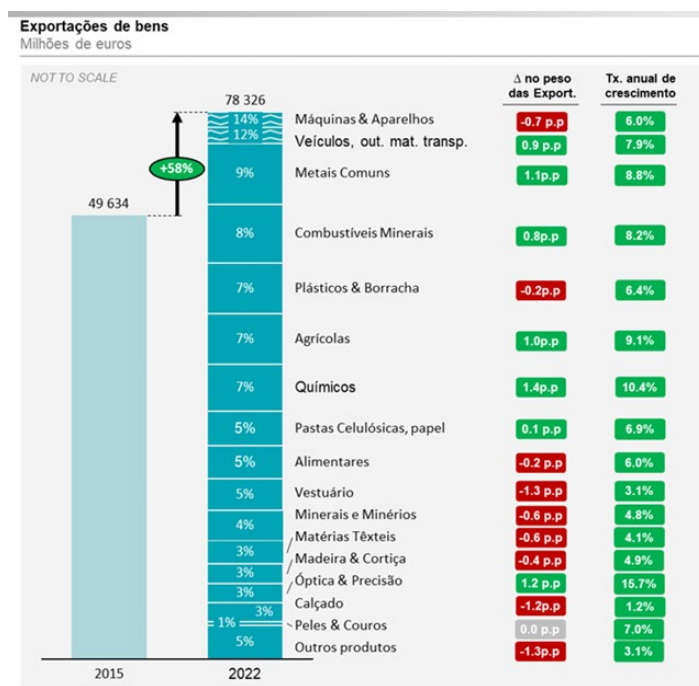 Exportações de bens
Milhões de euros
NOT TO SCALE
Δ no peso das Export.
Tx. anual de crescimento
78 326
14% Máquinas & Aparelhos -0.7 p.p 6.0%
12% Veículos, out. mat. transp. 0.9 p.p 7.9%
+58%
9% Metais Comuns 1.1p.p 8.8%
49 634
8% Combustíveis Minerais 0.8p.p 8.2%
7% Plásticos & Borracha -0.2p.p 6.4%
7% Agrícolas 1.0p.p 9.1%
7% Químicos 1.4p.p 10.4%
5% Pastas Celulósicas, papel 0.1 p.p 6.9%
5% Alimentares -0.2 p.p 6.0%
5% Vestuário -1.3 p.p 3.1%
4% Minerais e Minérios -0.6 p.p 4.8%
3% Matérias Têxteis -0.6 p.p 4.1%
3% Madeira & Cortiça -0.4 p.p 4.9%
3% Óptica & Precisão 1.2 p.p 15.7%
3% Calçado -1.2p.p 1.2%
1% Peles & Couros 0.0 p.p 7.0%
5% Outros produtos -1.3p.p 3.1%
2015 2022